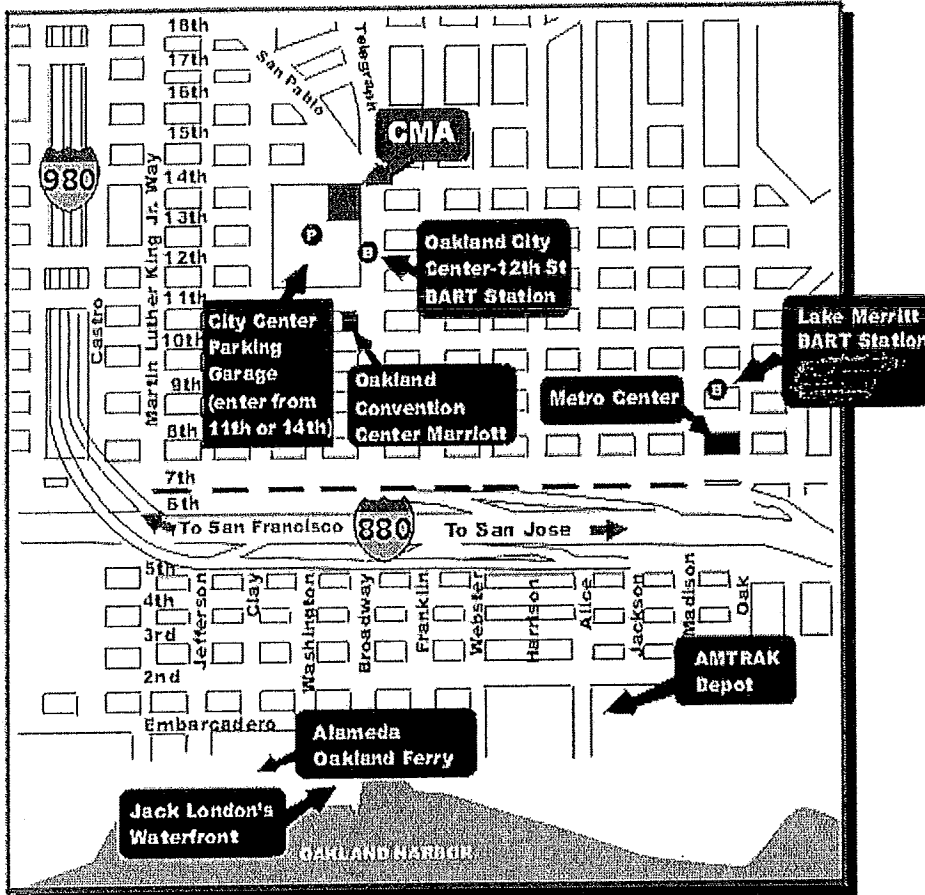 18th
17th
16th
15th
14th
13th
12th
11th
10th
9th
8th
7th
6th
5th
4th
3rd
2nd
Embarcadero
San Pablo
Telegraph
CMA
980
Martin Luther King Jr. Way
Castro
P
B
Oakland City
Center-12th St
BART Station
City Center
Parking
Garage
(enter from
11th or 14th)
Oakland
Convention
Center Marriott
Lake Merritt
BART Station
B
Metro Center
To San Francisco
880
To San Jose
Jefferson
Clay
Washington
Broadway
Franklin
Webster
Harrison
Alice
Jackson
Madison
Oak
AMTRAK
Depot
Alameda
Oakland Ferry
Jack London's
Waterfront
OAKLAND HARBOR